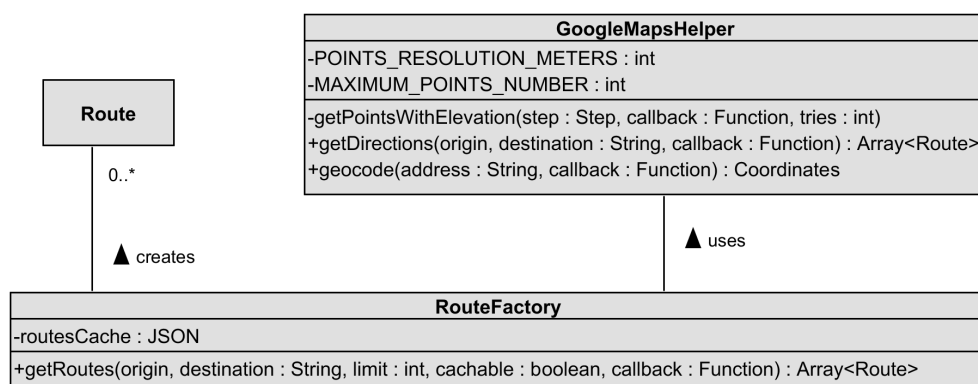 GoogleMapsHelper
-POINTS_RESOLUTION_METERS : int
-MAXIMUM_POINTS_NUMBER : int
-getPointsWithElevation(step : Step, callback : Function, tries : int)
+getDirections(origin, destination : String, callback : Function) : Array<Route>
+geocode(address : String, callback : Function) : Coordinates
Route
0..*
▲ creates
▲ uses
RouteFactory
-routesCache : JSON
+getRoutes(origin, destination : String, limit : int, cachable : boolean, callback : Function) : Array<Route>